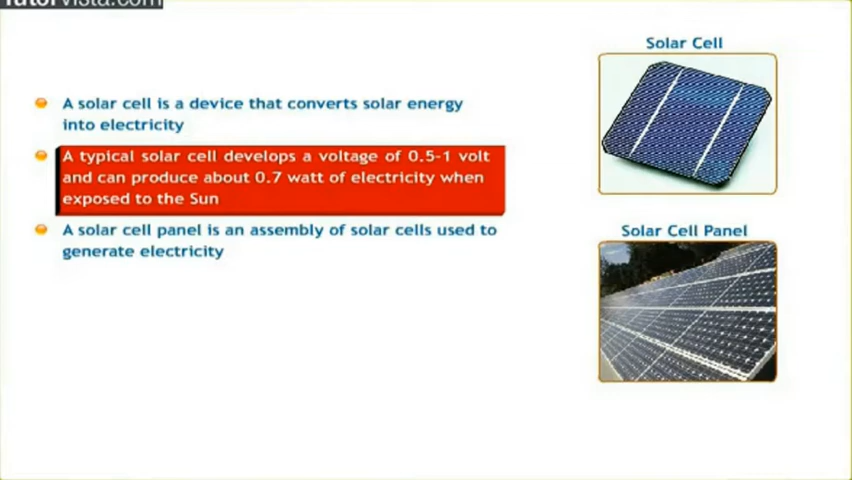 Tutorvista.com
Solar Cell
A solar cell is a device that converts solar energy
into electricity
A typical solar cell develops a voltage of 0.5-1 volt
and can produce about 0.7 watt of electricity when
exposed to the Sun
A solar cell panel is an assembly of solar cells used to
generate electricity
Solar Cell Panel